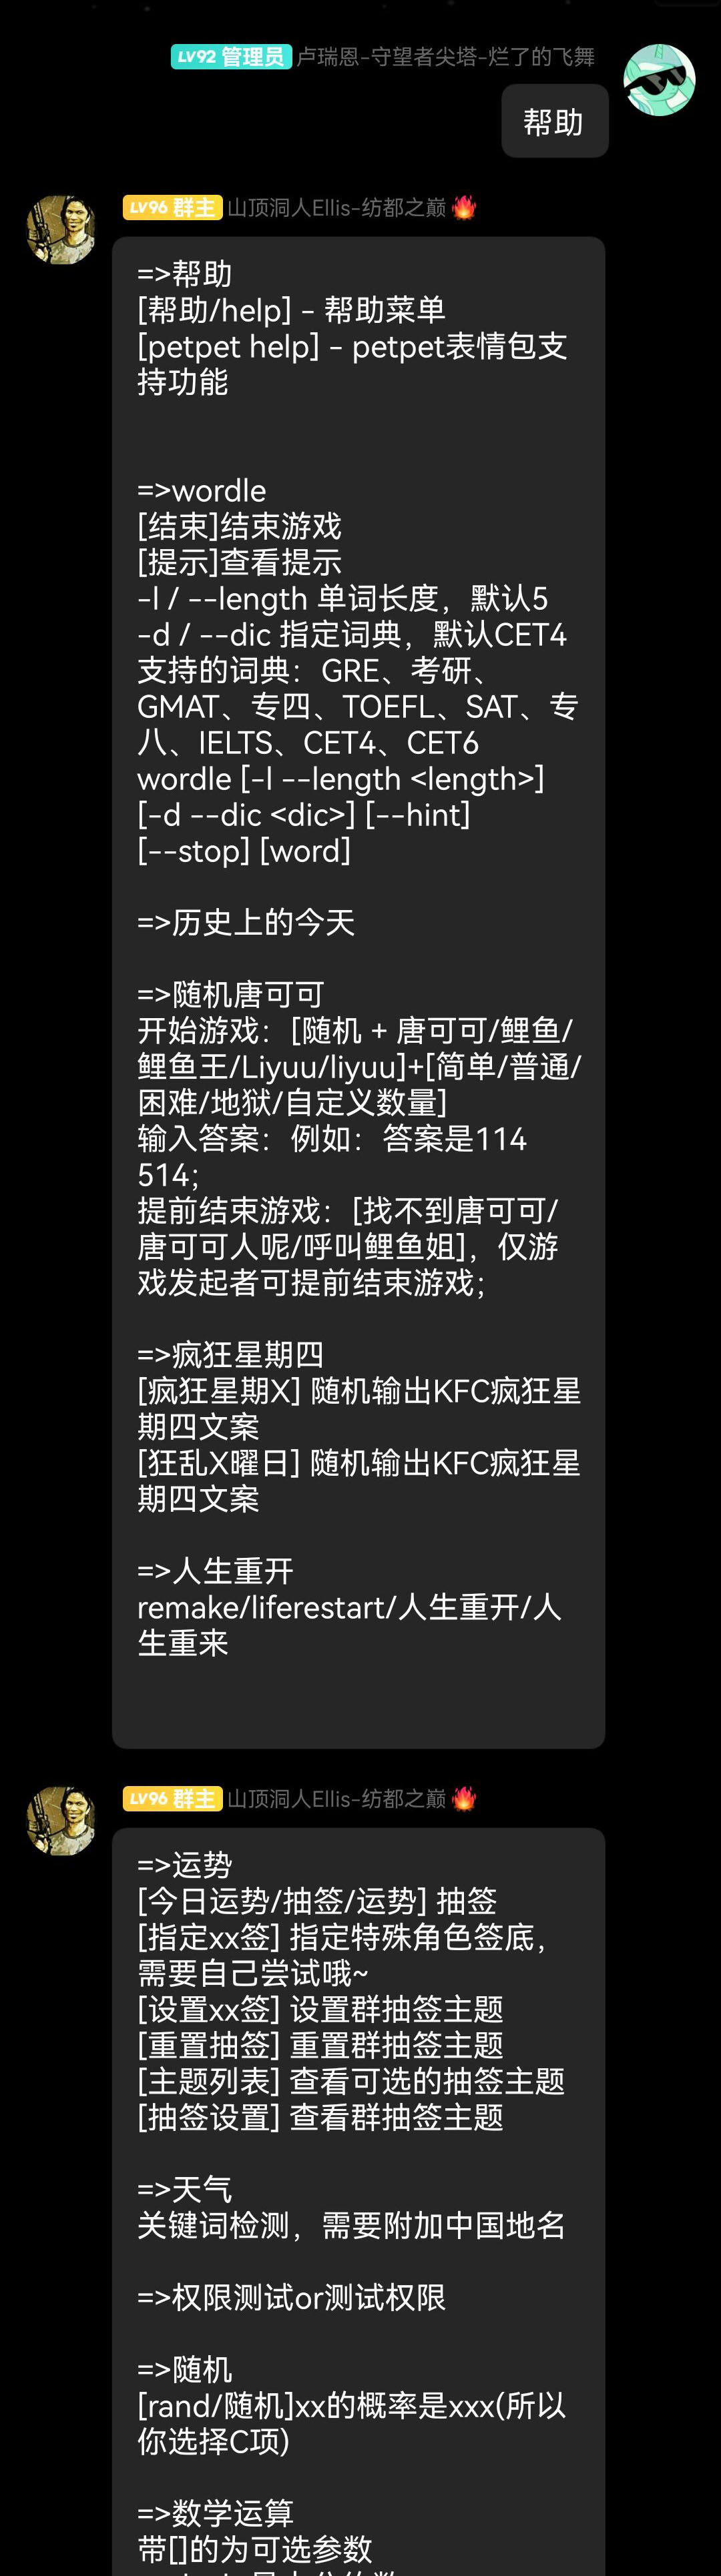 LV92 管理员 卢瑞恩-守望者尖塔-烂了的飞舞
帮助
LV96 群主 山顶洞人Ellis-纺都之巅🔥
=>帮助
[帮助/help] - 帮助菜单
[petpet help] - petpet表情包支
持功能
=>wordle
[结束]结束游戏
[提示]查看提示
-l / --length 单词长度，默认5
-d / --dic 指定词典，默认CET4
支持的词典：GRE、考研、
GMAT、专四、TOEFL、SAT、专
八、IELTS、CET4、CET6
wordle [-l --length <length>]
[-d --dic <dic>] [--hint]
[--stop] [word]
=>历史上的今天
=>随机唐可可
开始游戏：[随机 + 唐可可/鲤鱼/
鲤鱼王/Liyuu/liyuu]+[简单/普通/
困难/地狱/自定义数量]
输入答案：例如：答案是114
514；
提前结束游戏：[找不到唐可可/
唐可可人呢/呼叫鲤鱼姐]，仅游
戏发起者可提前结束游戏；
=>疯狂星期四
[疯狂星期X] 随机输出KFC疯狂星
期四文案
[狂乱X曜日] 随机输出KFC疯狂星
期四文案
=>人生重开
remake/liferestart/人生重开/人
生重来
LV96 群主 山顶洞人Ellis-纺都之巅🔥
=>运势
[今日运势/抽签/运势] 抽签
[指定xx签] 指定特殊角色签底，
需要自己尝试哦~
[设置xx签] 设置群抽签主题
[重置抽签] 重置群抽签主题
[主题列表] 查看可选的抽签主题
[抽签设置] 查看群抽签主题
=>天气
关键词检测，需要附加中国地名
=>权限测试or测试权限
=>随机
[rand/随机]xx的概率是xxx(所以
你选择C项)
=>数学运算
带[]的为可选参数